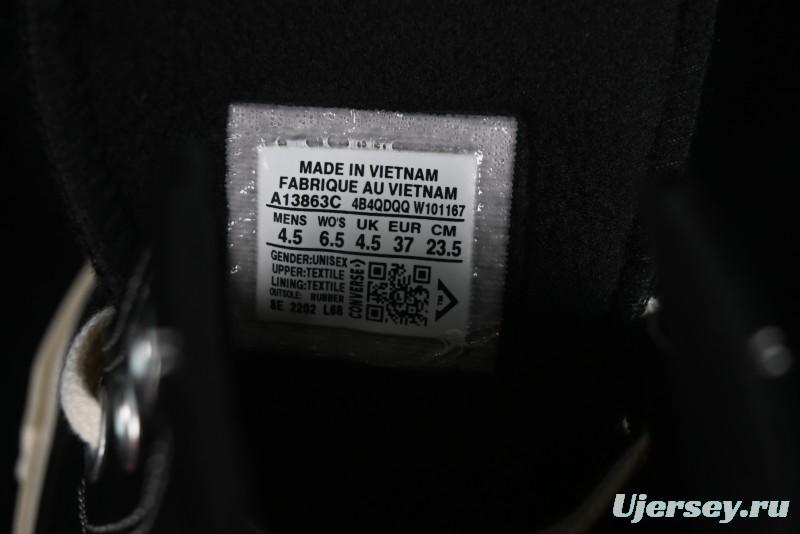 MADE IN VIETNAM
FABRIQUE AU VIETNAM
A13863C 4B4QDQQ W101167
MENS WO'S UK EUR CM
4.5 6.5 4.5 37 23.5
GENDER:UNISEX
UPPER:TEXTILE
LINING:TEXTILE
OUTSOLE: RUBBER
8E 2202 L68
CONVERSE
Ujersey.ru